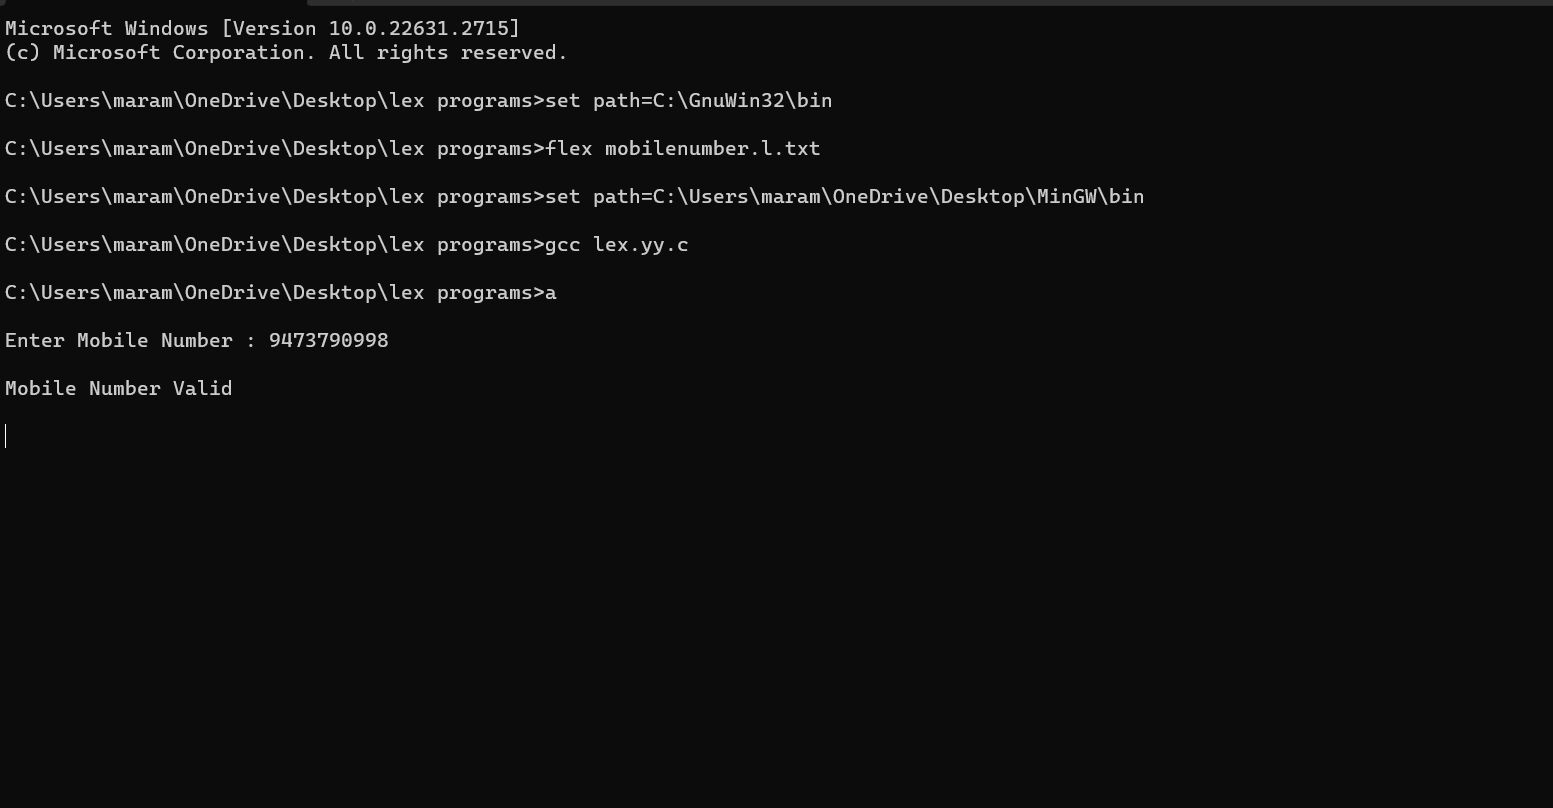 Microsoft Windows [Version 10.0.22631.2715]
(c) Microsoft Corporation. All rights reserved.
C:\Users\maram\OneDrive\Desktop\lex programs>set path=C:\GnuWin32\bin
C:\Users\maram\OneDrive\Desktop\lex programs>flex mobilenumber.l.txt
C:\Users\maram\OneDrive\Desktop\lex programs>set path=C:\Users\maram\OneDrive\Desktop\MinGW\bin
C:\Users\maram\OneDrive\Desktop\lex programs>gcc lex.yy.c
C:\Users\maram\OneDrive\Desktop\lex programs>a
Enter Mobile Number : 9473790998
Mobile Number Valid